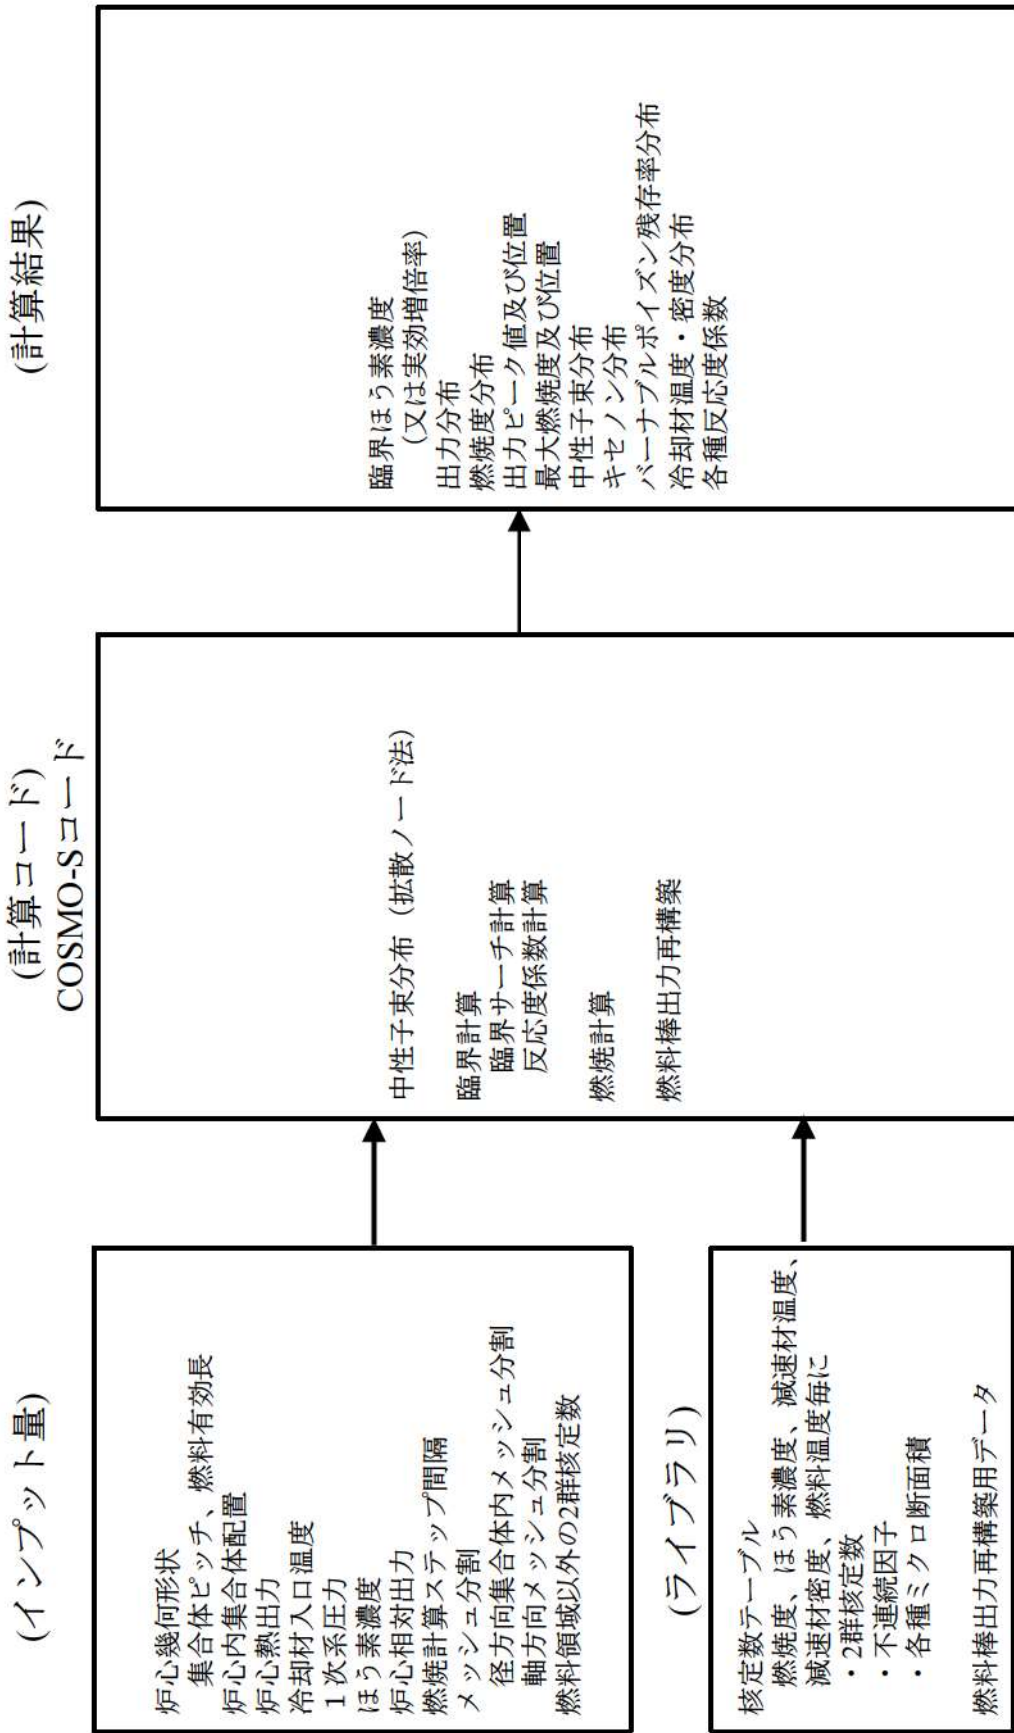 (インプット量)
炉心幾何形状
集合体ピッチ、燃料有効長
炉心内集合体配置
炉心熱出力
冷却材入口温度
1次系圧力
ほう素濃度
炉心相対出力
燃焼計算ステップ間隔
メッシュ分割
径方向集合体内メッシュ分割
軸方向メッシュ分割
燃料領域以外の2群核定数
(ライブラリ)
核定数テーブル
燃焼度、ほう素濃度、減速材温度、
減速材密度、燃料温度毎に
・2群核定数
・不連続因子
・各種ミクロ断面積
燃料棒出力再構築用データ
(計算コード)
COSMO-Sコード
中性子束分布（拡散ノード法）
臨界計算
臨界サーチ計算
反応度係数計算
燃焼計算
燃料棒出力再構築
(計算結果)
臨界ほう素濃度
（又は実効増倍率）
出力分布
燃焼度分布
出力ピーク値及び位置
最大燃焼度及び位置
中性子束分布
キセノン分布
バーナブルポイズン残存率分布
冷却材温度・密度分布
各種反応度係数